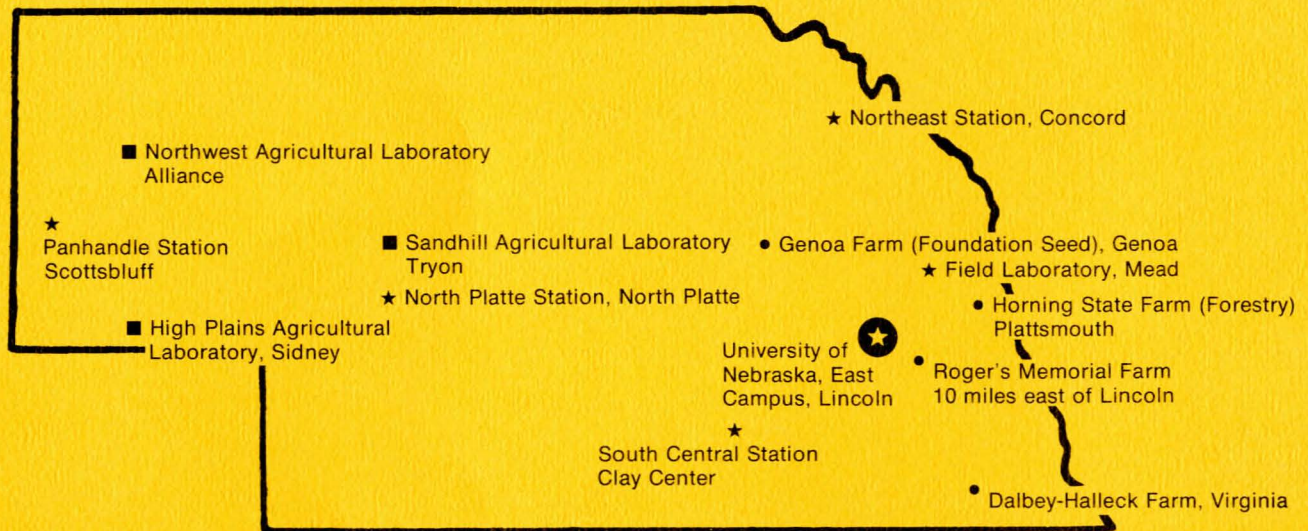 ★ Northeast Station, Concord
■ Northwest Agricultural Laboratory
Alliance
★
Panhandle Station
Scottsbluff
■ Sandhill Agricultural Laboratory
Tryon
★ North Platte Station, North Platte
● Genoa Farm (Foundation Seed), Genoa
★ Field Laboratory, Mead
● Horning State Farm (Forestry)
Plattsmouth
■ High Plains Agricultural
Laboratory, Sidney
University of
Nebraska, East
Campus, Lincoln
● Roger's Memorial Farm
10 miles east of Lincoln
★
South Central Station
Clay Center
● Dalbey-Halleck Farm, Virginia